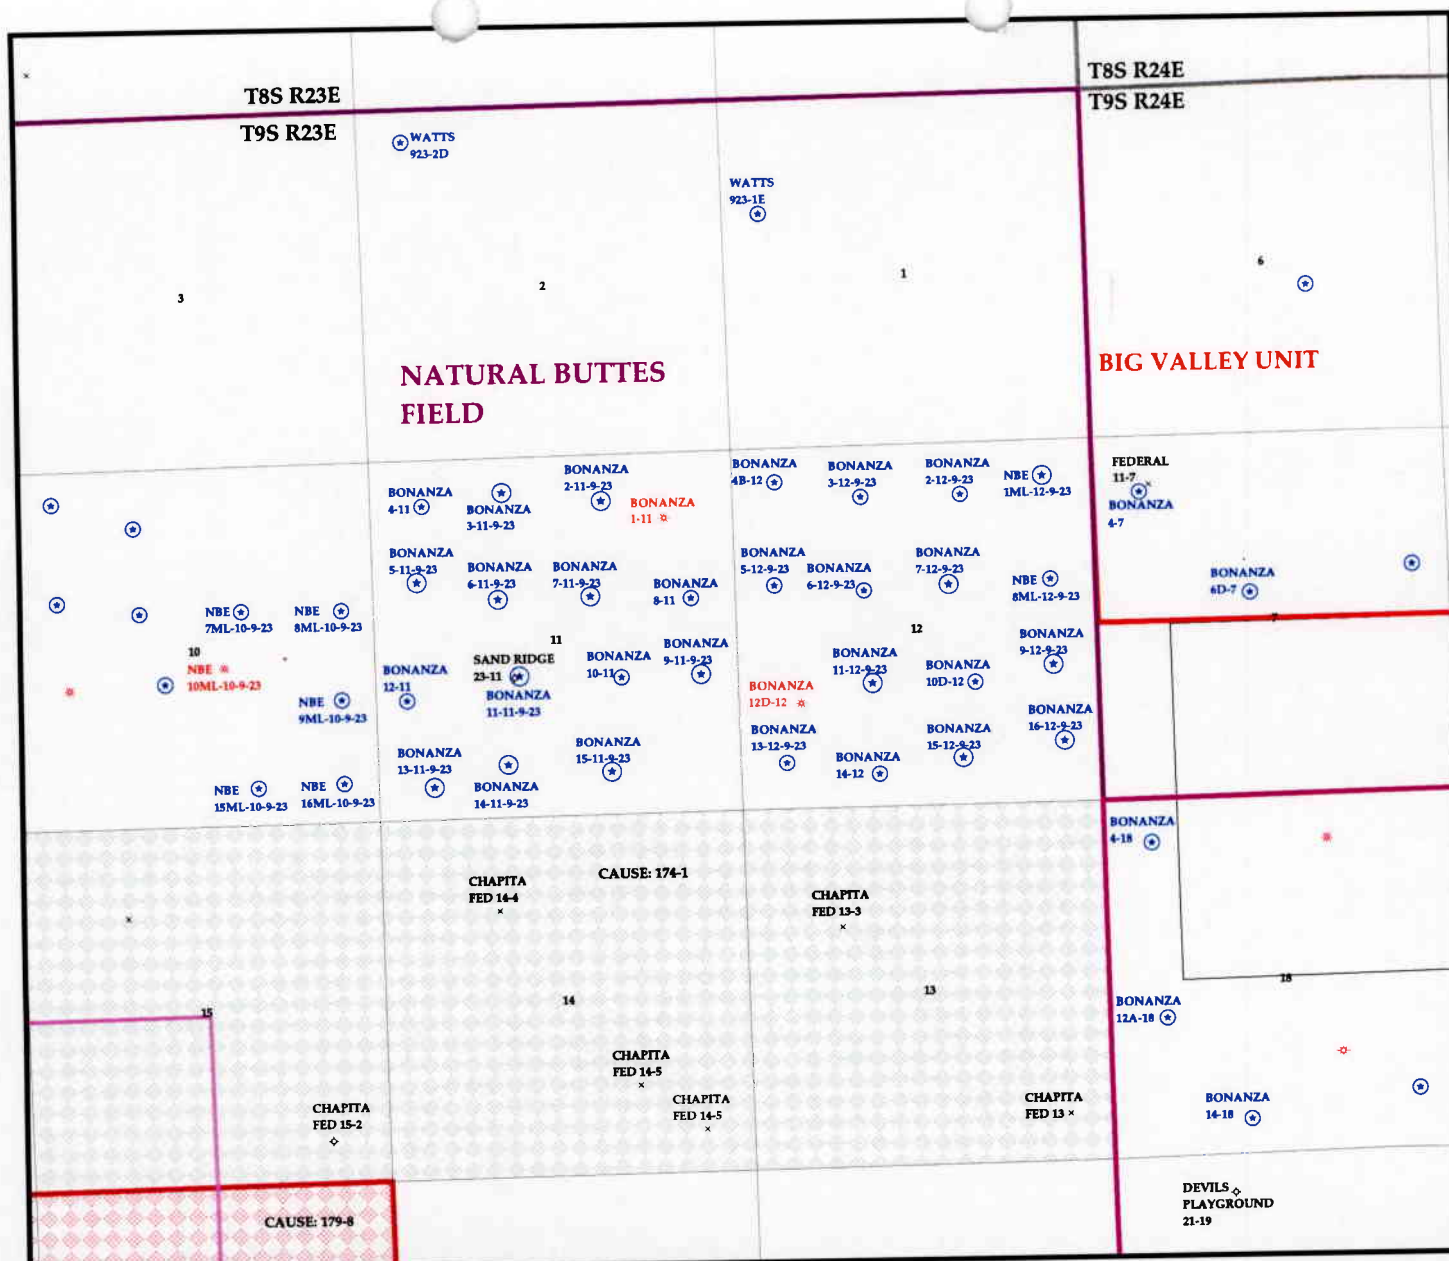 T8S R23E
T9S R23E
T8S R24E
T9S R24E
WATTS
923-2D
WATTS
923-1E
3
2
1
6
NATURAL BUTTES
FIELD
BIG VALLEY UNIT
BONANZA
4-11
BONANZA
3-11-9-23
BONANZA
2-11-9-23
BONANZA
1-11
BONANZA
4B-12
BONANZA
3-12-9-23
BONANZA
2-12-9-23
NBE
1ML-12-9-23
FEDERAL
11-7
BONANZA
4-7
BONANZA
5-11-9-23
BONANZA
6-11-9-23
BONANZA
7-11-9-23
BONANZA
8-11
BONANZA
5-12-9-23
BONANZA
6-12-9-23
BONANZA
7-12-9-23
NBE
8ML-12-9-23
BONANZA
6D-7
7
NBE
7ML-10-9-23
NBE
8ML-10-9-23
10
NBE
10ML-10-9-23
NBE
9ML-10-9-23
11
SAND RIDGE
23-11
BONANZA
11-11-9-23
BONANZA
12-11
BONANZA
10-11
BONANZA
9-11-9-23
12
BONANZA
12D-12
BONANZA
11-12-9-23
BONANZA
10D-12
BONANZA
9-12-9-23
NBE
15ML-10-9-23
NBE
16ML-10-9-23
BONANZA
13-11-9-23
BONANZA
14-11-9-23
BONANZA
15-11-9-23
BONANZA
13-12-9-23
BONANZA
14-12
BONANZA
15-12-9-23
BONANZA
16-12-9-23
BONANZA
4-18
CHAPITA
FED 14-4
CAUSE: 174-1
CHAPITA
FED 13-3
15
14
13
18
BONANZA
12A-18
CHAPITA
FED 14-5
CHAPITA
FED 14-5
CHAPITA
FED 13
CHAPITA
FED 15-2
BONANZA
14-18
CAUSE: 179-8
DEVILS
PLAYGROUND
21-19